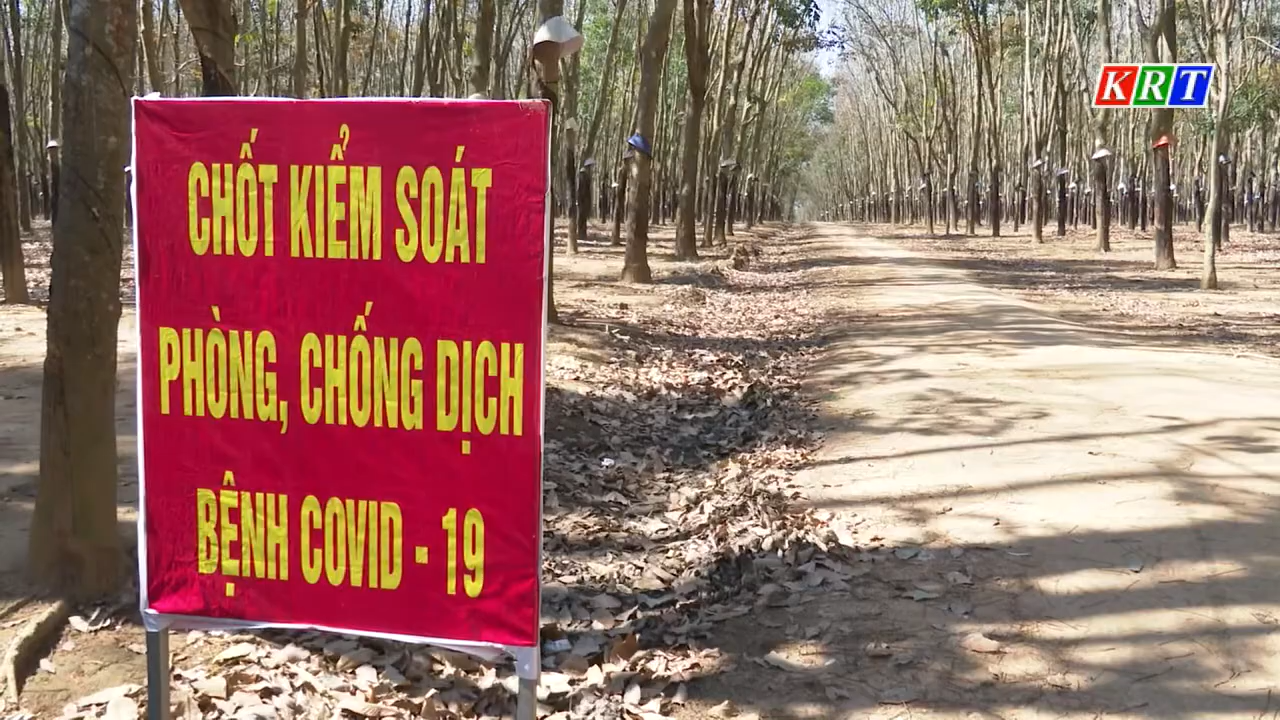 KRT
CHỐT KIỂM SOÁT
PHÒNG, CHỐNG DỊCH
BỆNH COVID - 19